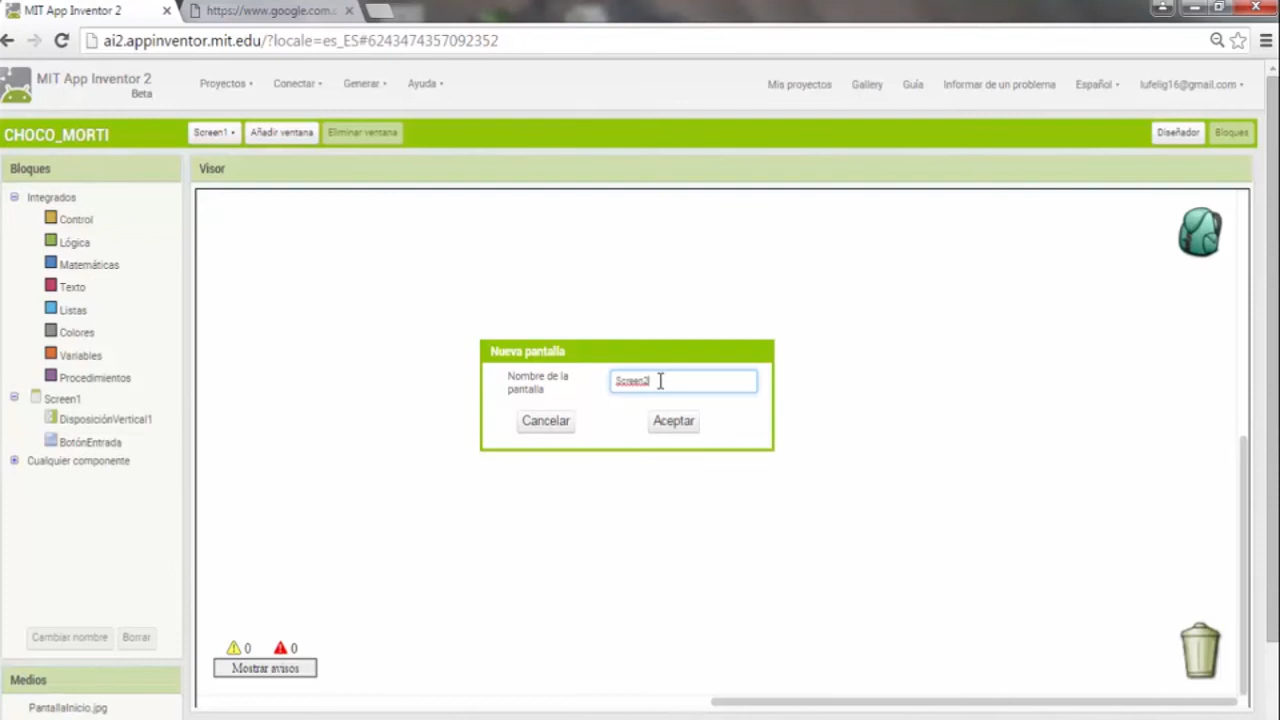 MIT App Inventor 2
https://www.google.com.c
ai2.appinventor.mit.edu/?locale=es_ES#6243474357092352
MIT App Inventor 2
Beta
Proyectos
Conectar
Generar
Ayuda
Mis proyectos
Gallery
Guía
Informar de un problema
Español
lufelig16@gmail.com
CHOCO_MORTI
Screen1
Añadir ventana
Eliminar ventana
Diseñador
Bloques
Bloques
Visor
Integrados
Control
Lógica
Matemáticas
Texto
Listas
Colores
Variables
Procedimientos
Screen1
DisposiciónVertical1
BotónEntrada
Cualquier componente
Cambiar nombre
Borrar
Medios
PantallaInicio.jpg
Nueva pantalla
Nombre de la
pantalla
Screen2
Cancelar
Aceptar
0
0
Mostrar avisos